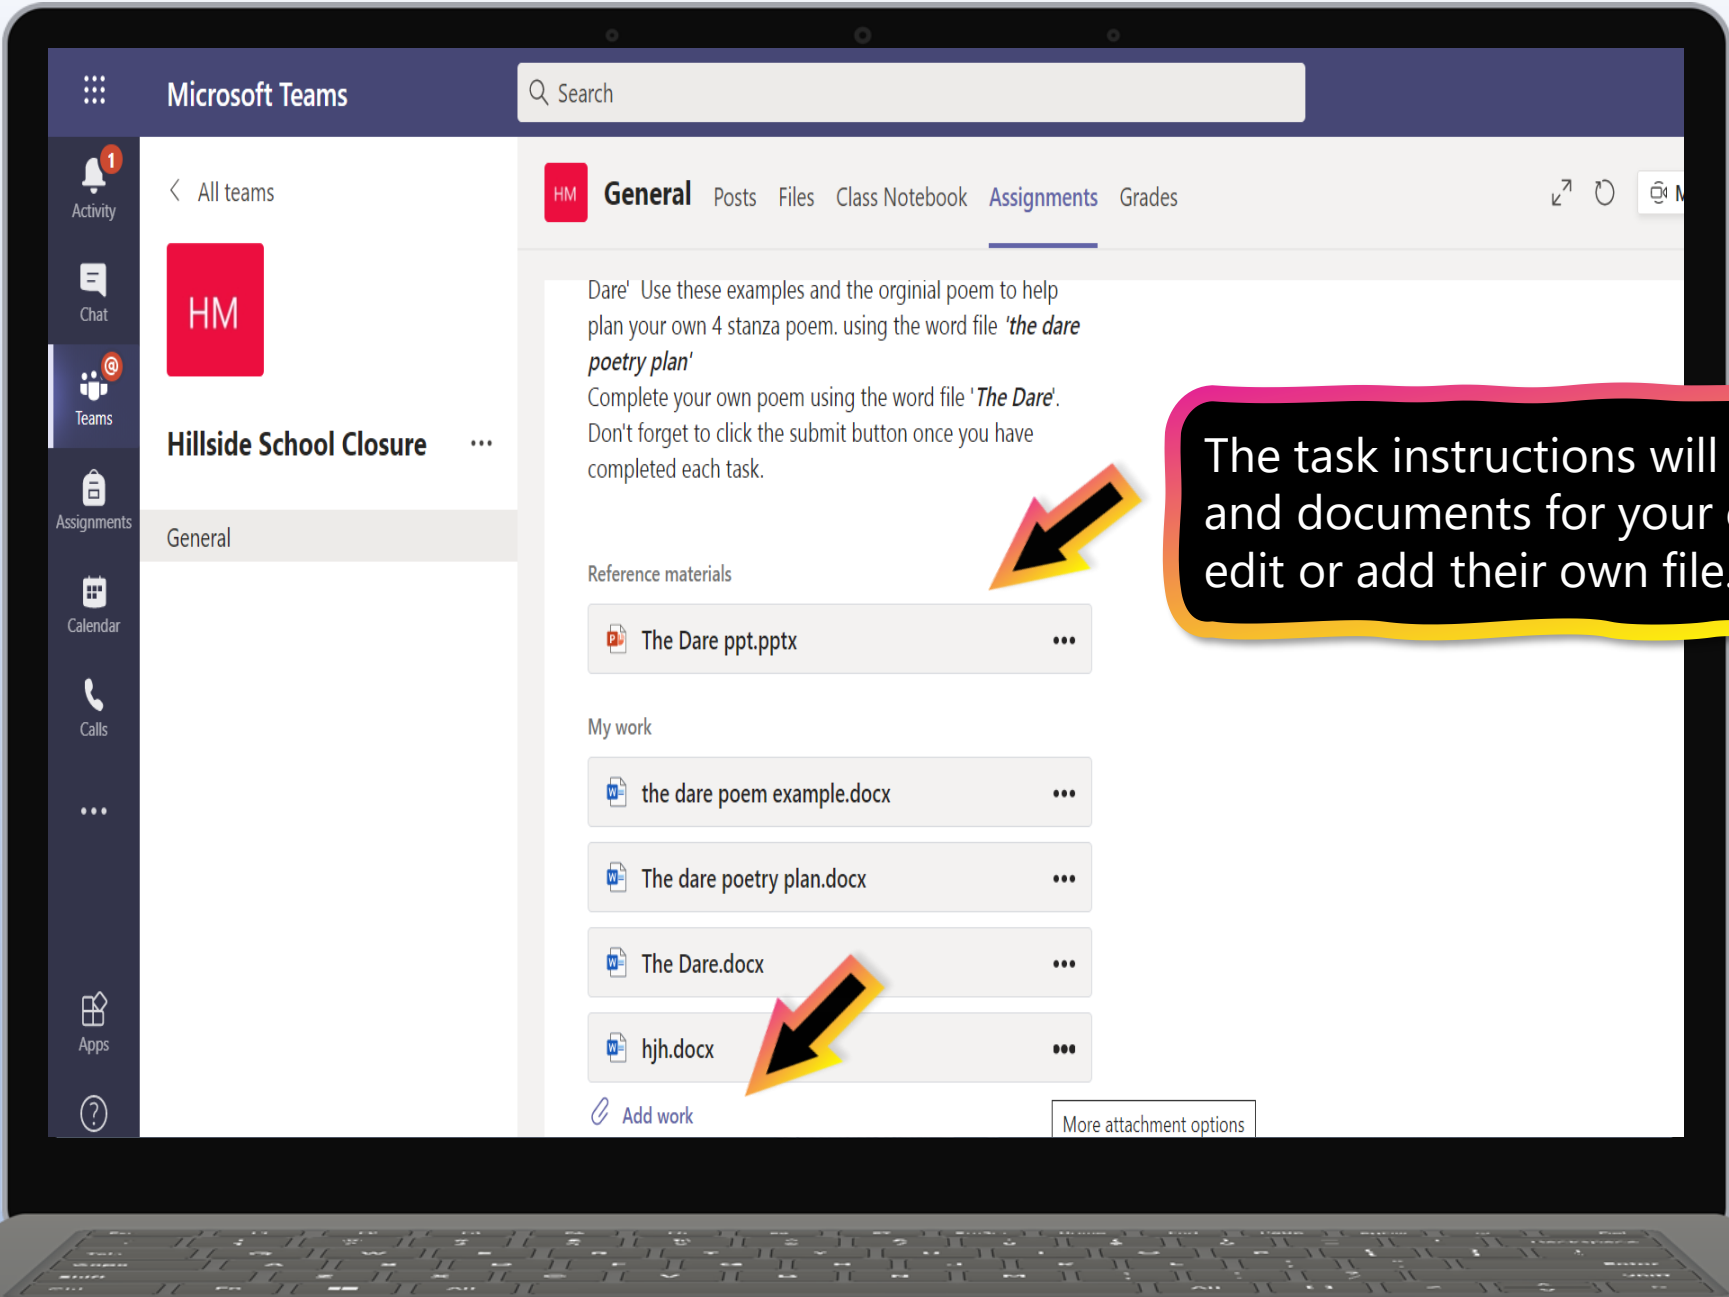 Microsoft Teams
Search
1
Activity
Chat
@
Teams
Assignments
Calendar
Calls
Apps
?
All teams
HM
Hillside School Closure
General
HM
General Posts Files Class Notebook Assignments Grades
M
Dare' Use these examples and the orginial poem to help
plan your own 4 stanza poem. using the word file 'the dare
poetry plan'
Complete your own poem using the word file 'The Dare'.
Don't forget to click the submit button once you have
completed each task.
Reference materials
The Dare ppt.pptx
My work
the dare poem example.docx
The dare poetry plan.docx
The Dare.docx
hjh.docx
Add work
More attachment options
The task instructions will
and documents for your
edit or add their own file.